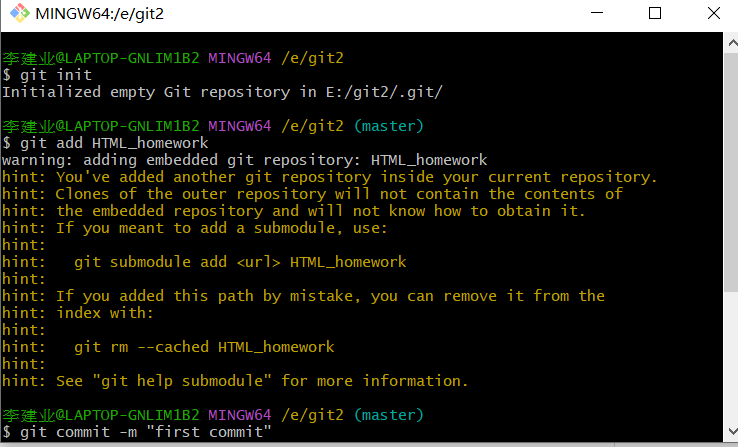 MINGW64:/e/git2
李建业@LAPTOP-GNLIM1B2 MINGW64 /e/git2
$ git init
Initialized empty Git repository in E:/git2/.git/
李建业@LAPTOP-GNLIM1B2 MINGW64 /e/git2 (master)
$ git add HTML_homework
warning: adding embedded git repository: HTML_homework
hint: You've added another git repository inside your current repository.
hint: Clones of the outer repository will not contain the contents of
hint: the embedded repository and will not know how to obtain it.
hint: If you meant to add a submodule, use:
hint:
hint:   git submodule add <url> HTML_homework
hint:
hint: If you added this path by mistake, you can remove it from the
hint: index with:
hint:
hint:   git rm --cached HTML_homework
hint:
hint: See "git help submodule" for more information.
李建业@LAPTOP-GNLIM1B2 MINGW64 /e/git2 (master)
$ git commit -m "first commit"